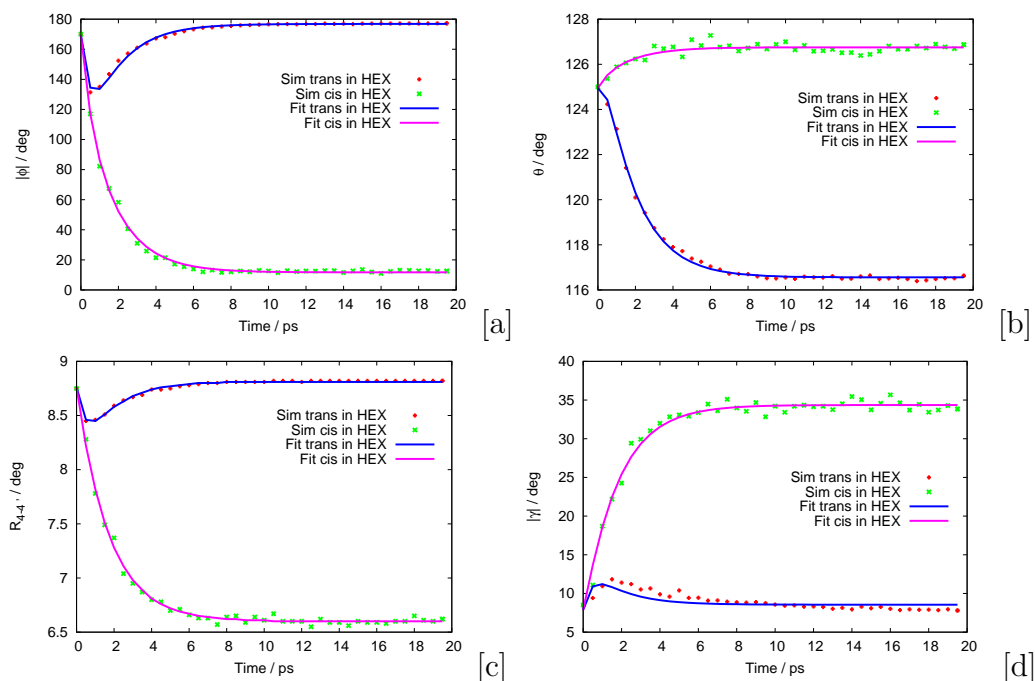 180
160
140
120
100
80
60
40
20
0
|ϕ| / deg
Sim trans in HEX
Sim cis in HEX
Fit trans in HEX
Fit cis in HEX
0 2 4 6 8 10 12 14 16 18 20
Time / ps
[a]
128
126
124
122
120
118
116
θ / deg
Sim trans in HEX
Sim cis in HEX
Fit trans in HEX
Fit cis in HEX
0 2 4 6 8 10 12 14 16 18 20
Time / ps
[b]
9
8.5
8
7.5
7
6.5
R4-4 ' / deg
Sim trans in HEX
Sim cis in HEX
Fit trans in HEX
Fit cis in HEX
0 2 4 6 8 10 12 14 16 18 20
Time / ps
[c]
40
35
30
25
20
15
10
5
|γ| / deg
Sim trans in HEX
Sim cis in HEX
Fit trans in HEX
Fit cis in HEX
0 2 4 6 8 10 12 14 16 18 20
Time / ps
[d]